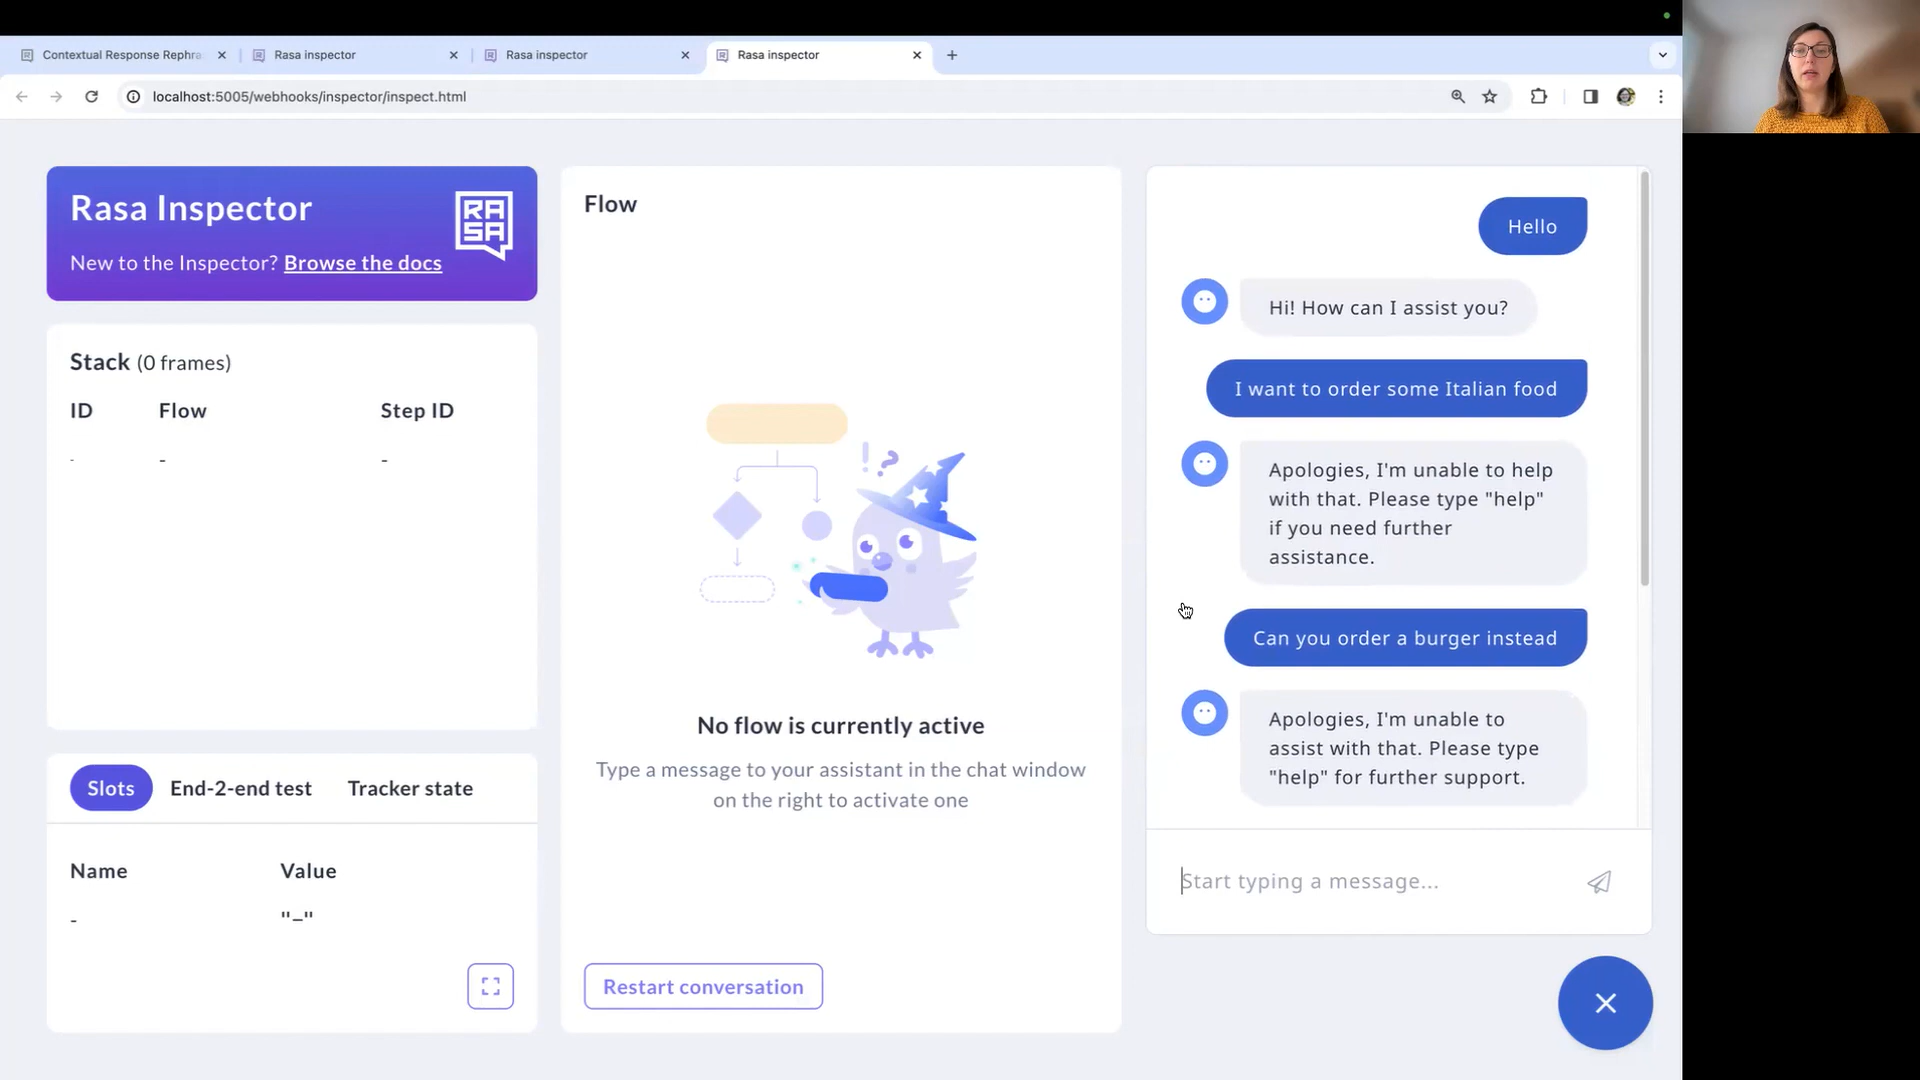 Contextual Response Rephra
Rasa inspector
Rasa inspector
Rasa inspector
localhost:5005/webhooks/inspector/inspect.html
Rasa Inspector
RA
SA
New to the Inspector? Browse the docs
Stack (0 frames)
ID Flow Step ID
- - -
Slots End-2-end test Tracker state
Name Value
- "-"
Flow
! ?
No flow is currently active
Type a message to your assistant in the chat window
on the right to activate one
Restart conversation
Hello
Hi! How can I assist you?
I want to order some Italian food
Apologies, I'm unable to help
with that. Please type "help"
if you need further
assistance.
Can you order a burger instead
Apologies, I'm unable to
assist with that. Please type
"help" for further support.
Start typing a message...